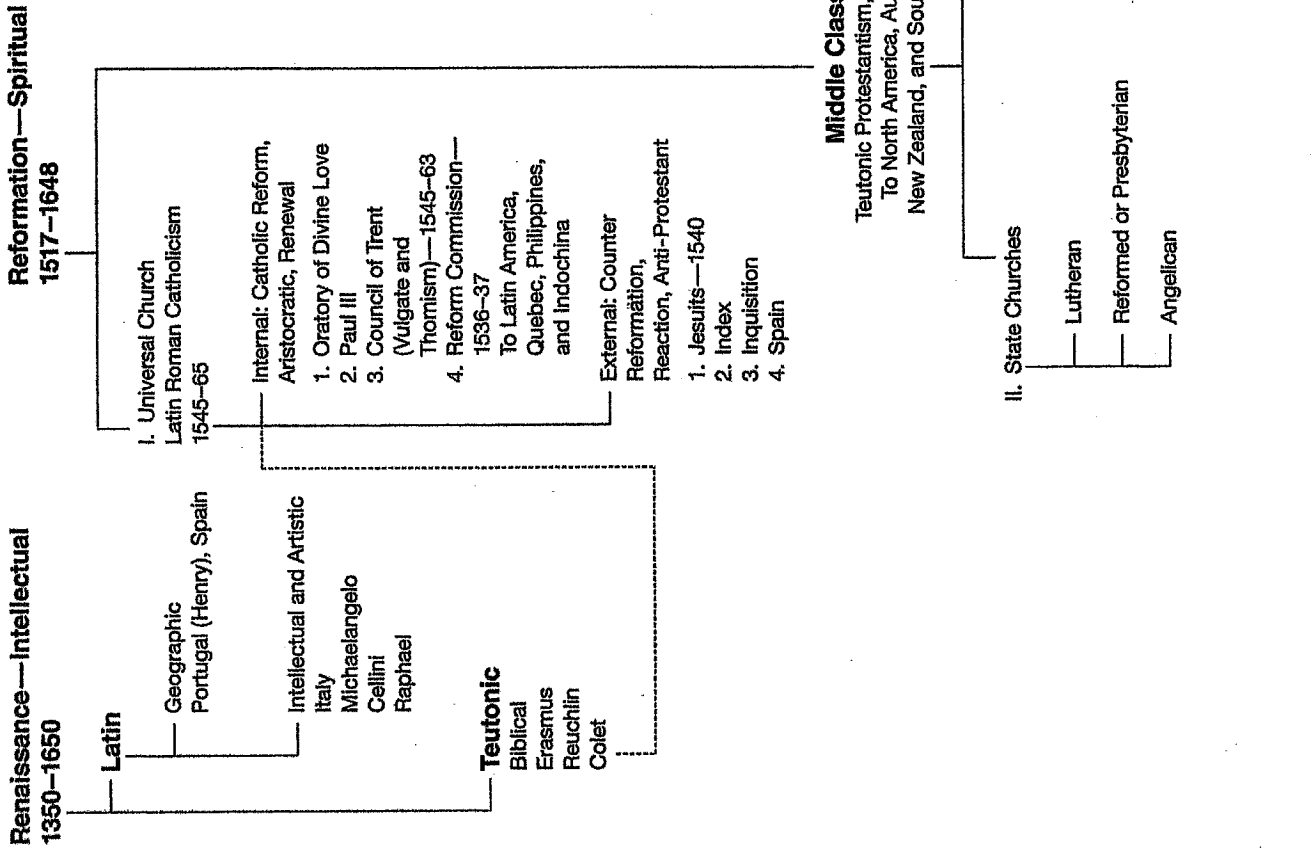 Renaissance—Intellectual
1350–1650
Latin
Geographic
Portugal (Henry), Spain
Intellectual and Artistic
Italy
Michaelangelo
Cellini
Raphael
Teutonic
Biblical
Erasmus
Reuchlin
Colet
Reformation—Spiritual
1517–1648
I. Universal Church
Latin Roman Catholicism
1545–65
Internal: Catholic Reform,
Aristocratic, Renewal
1. Oratory of Divine Love
2. Paul III
3. Council of Trent
(Vulgate and
Thomism)—1545–63
4. Reform Commission—
1536–37
To Latin America,
Quebec, Philippines,
and Indochina
External: Counter
Reformation,
Reaction, Anti-Protestant
1. Jesuits—1540
2. Index
3. Inquisition
4. Spain
Middle Clas
Teutonic Protestantism,
To North America, Au
New Zealand, and Sou
II. State Churches
Lutheran
Reformed or Presbyterian
Angelican